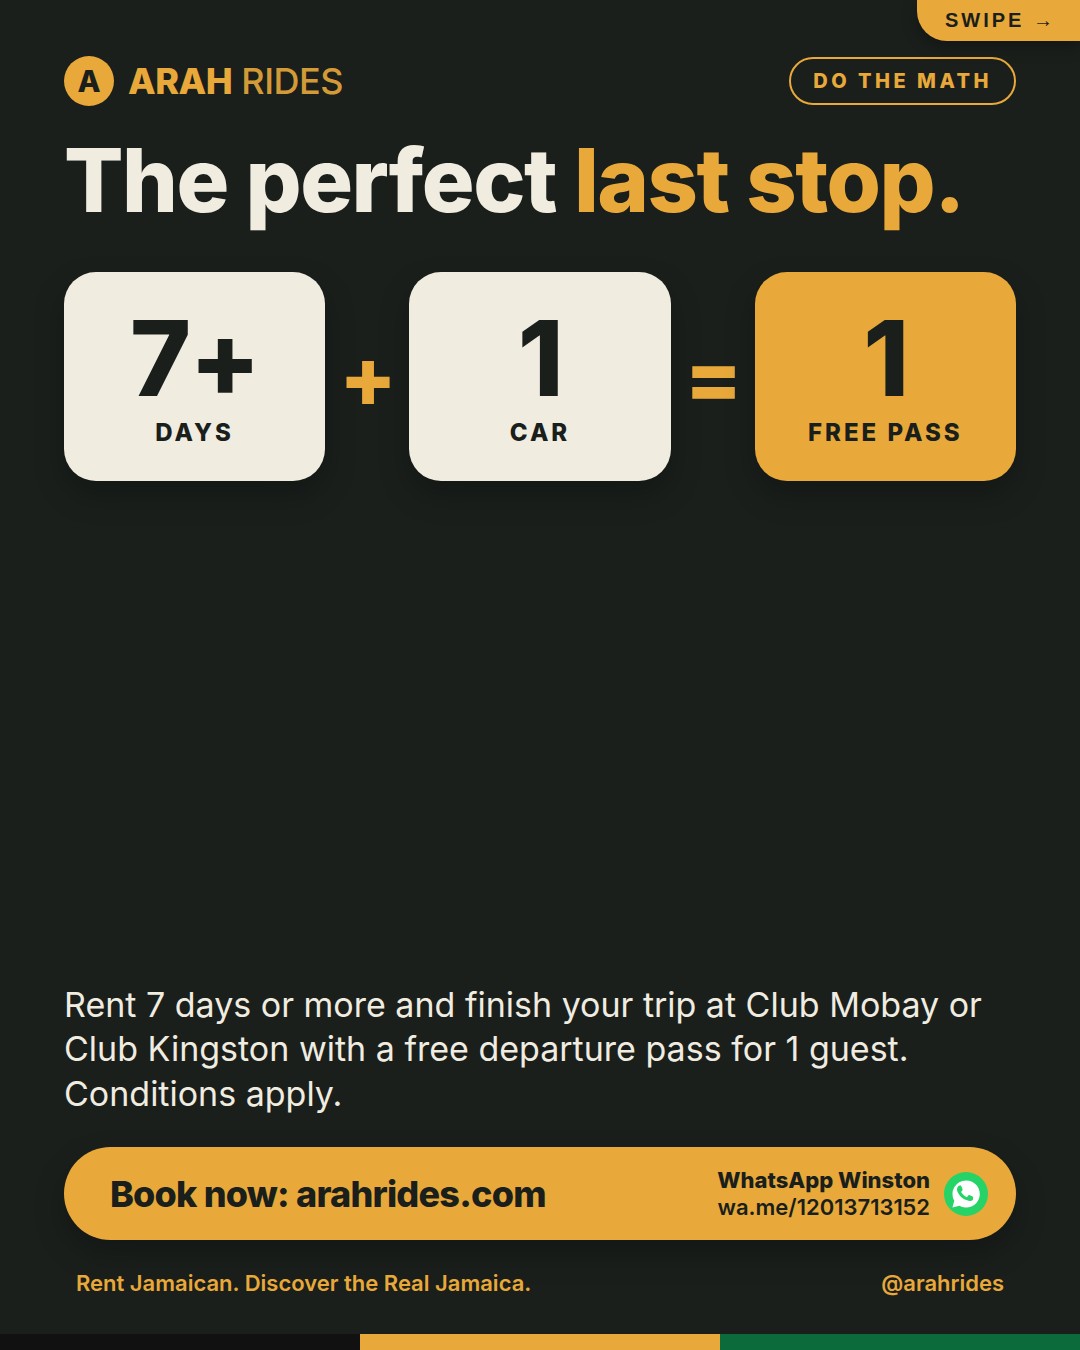 SWIPE →
A ARAH RIDES
DO THE MATH
The perfect last stop.
7+
DAYS
+
1
CAR
=
1
FREE PASS
Rent 7 days or more and finish your trip at Club Mobay or
Club Kingston with a free departure pass for 1 guest.
Conditions apply.
Book now: arahrides.com
WhatsApp Winston
wa.me/12013713152
Rent Jamaican. Discover the Real Jamaica.
@arahrides